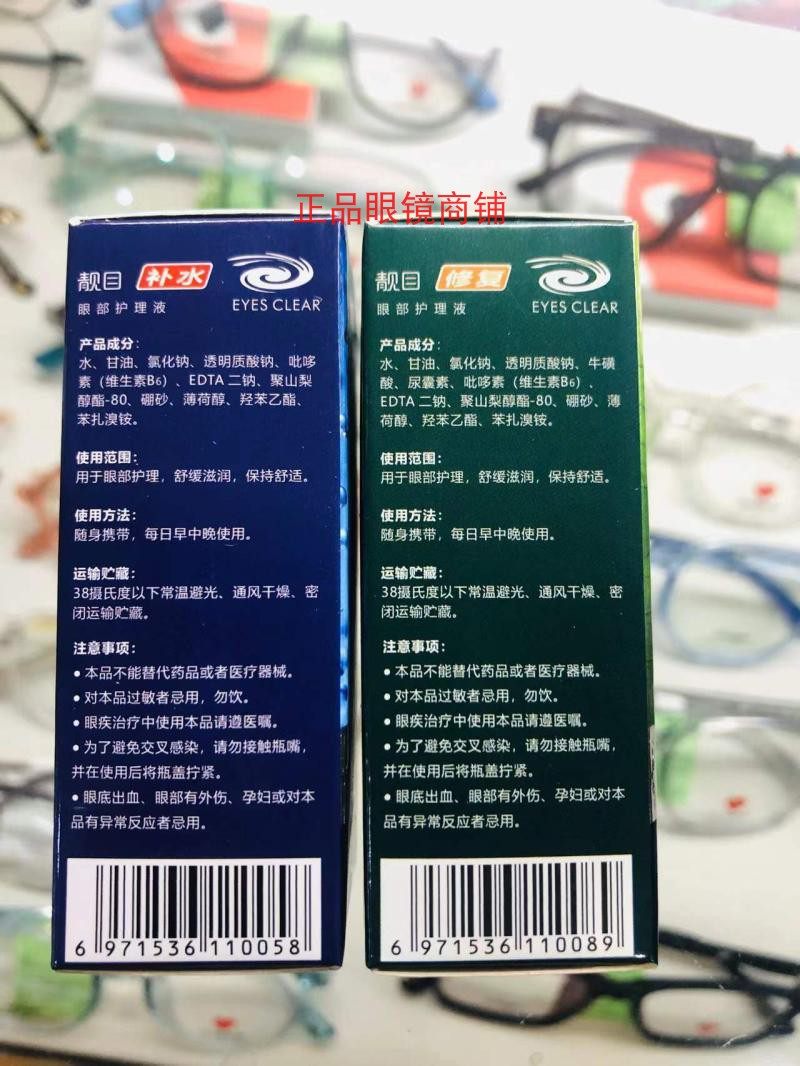 正品眼镜商铺
靓目 补水
EYES CLEAR
眼部护理液
产品成分：
水、甘油、氯化钠、透明质酸钠、吡哆
素（维生素B6）、EDTA 二钠、聚山梨
醇酯-80、硼砂、薄荷醇、羟苯乙酯、
苯扎溴铵。
使用范围：
用于眼部护理，舒缓滋润，保持舒适。
使用方法：
随身携带，每日早中晚使用。
运输贮藏：
38摄氏度以下常温避光、通风干燥、密
闭运输贮藏。
注意事项：
●本品不能替代药品或者医疗器械。
●对本品过敏者忌用，勿饮。
●眼疾治疗中使用本品请遵医嘱。
●为了避免交叉感染，请勿接触瓶嘴，
并在使用后将瓶盖拧紧。
●眼底出血、眼部有外伤、孕妇或对本
品有异常反应者忌用。
6 971536 110058
靓目 修复
EYES CLEAR
眼部护理液
产品成分：
水、甘油、氯化钠、透明质酸钠、牛磺
酸、尿囊素、吡哆素（维生素B6）、
EDTA 二钠、聚山梨醇酯-80、硼砂、薄
荷醇、羟苯乙酯、苯扎溴铵。
使用范围：
用于眼部护理，舒缓滋润，保持舒适。
使用方法：
随身携带，每日早中晚使用。
运输贮藏：
38摄氏度以下常温避光、通风干燥、密
闭运输贮藏。
注意事项：
●本品不能替代药品或者医疗器械。
●对本品过敏者忌用，勿饮。
●眼疾治疗中使用本品请遵医嘱。
●为了避免交叉感染，请勿接触瓶嘴，
并在使用后将瓶盖拧紧。
●眼底出血、眼部有外伤、孕妇或对本
品有异常反应者忌用。
6 971536 110089